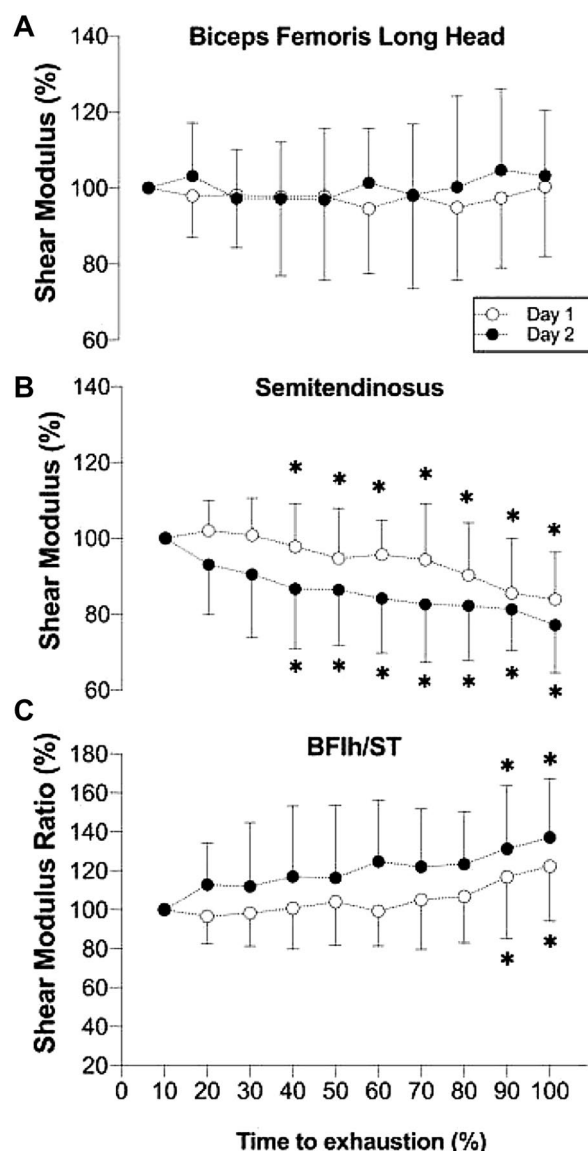 A
Biceps Femoris Long Head
Shear Modulus (%)
140
120
100
80
60
Day 1
Day 2
B
Semitendinosus
Shear Modulus (%)
140
120
100
80
60
* * * * * * *
* * * * * * *
C
BFlh/ST
Shear Modulus Ratio (%)
180
160
140
120
100
80
60
40
20
* *
* *
0 10 20 30 40 50 60 70 80 90 100
Time to exhaustion (%)